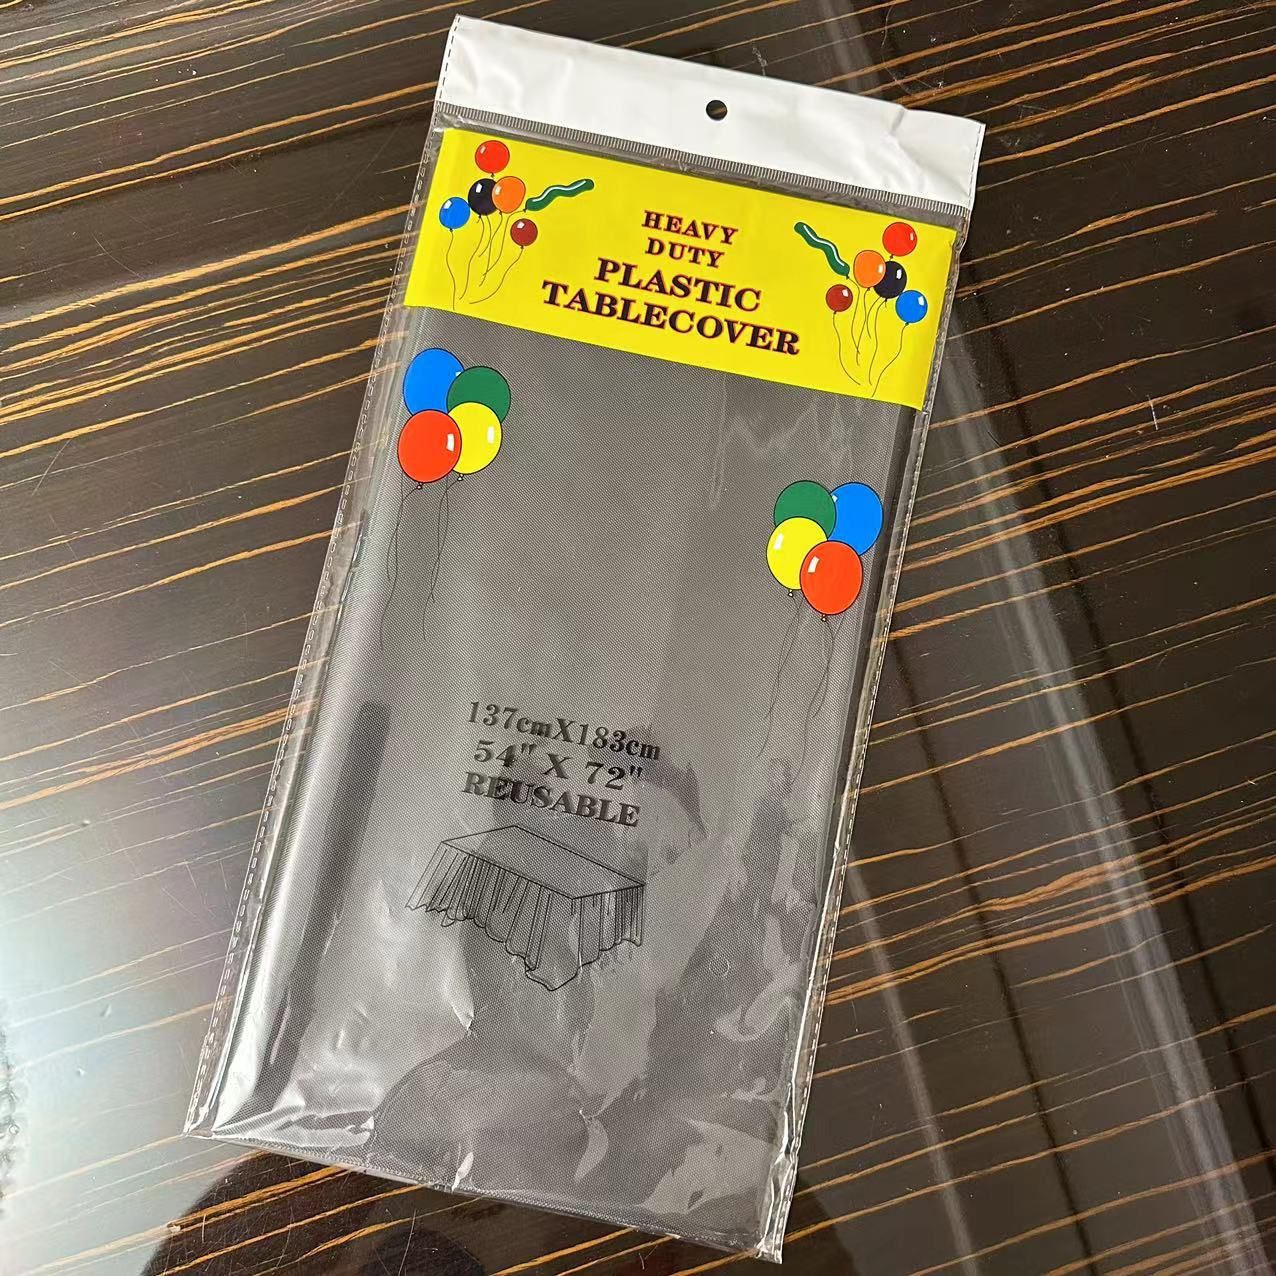 HEAVY
DUTY
PLASTIC
TABLECOVER
137cmX183cm
54" X 72"
REUSABLE